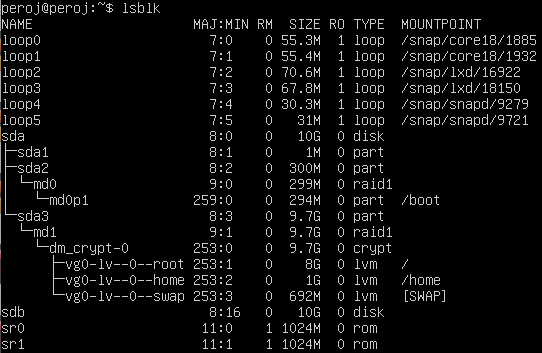 peroj@peroj:~$ lsblk
NAME                       MAJ:MIN RM  SIZE RO TYPE  MOUNTPOINT
loop0                        7:0    0 55.3M  1 loop  /snap/core18/1885
loop1                        7:1    0 55.4M  1 loop  /snap/core18/1932
loop2                        7:2    0 70.6M  1 loop  /snap/lxd/16922
loop3                        7:3    0 67.8M  1 loop  /snap/lxd/18150
loop4                        7:4    0 30.3M  1 loop  /snap/snapd/9279
loop5                        7:5    0   31M  1 loop  /snap/snapd/9721
sda                          8:0    0   10G  0 disk
├─sda1                       8:1    0    1M  0 part
├─sda2                       8:2    0  300M  0 part
│ └─md0                      9:0    0  299M  0 raid1
│   └─md0p1                259:0    0  294M  0 part  /boot
└─sda3                       8:3    0  9.7G  0 part
  └─md1                      9:1    0  9.7G  0 raid1
    └─dm_crypt-0           253:0    0  9.7G  0 crypt
      ├─vg0-lv--0--root 253:1    0    8G  0 lvm   /
      ├─vg0-lv--0--home 253:2    0    1G  0 lvm   /home
      └─vg0-lv--0--swap 253:3    0  692M  0 lvm   [SWAP]
sdb                          8:16   0   10G  0 disk
sr0                         11:0    1 1024M  0 rom
sr1                         11:1    1 1024M  0 rom